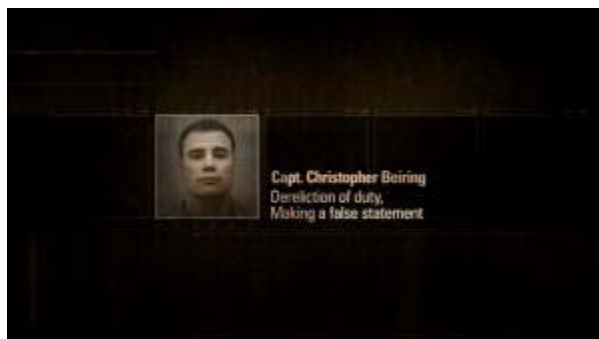 Capt. Christopher Beiring
Dereliction of duty,
Making a false statement